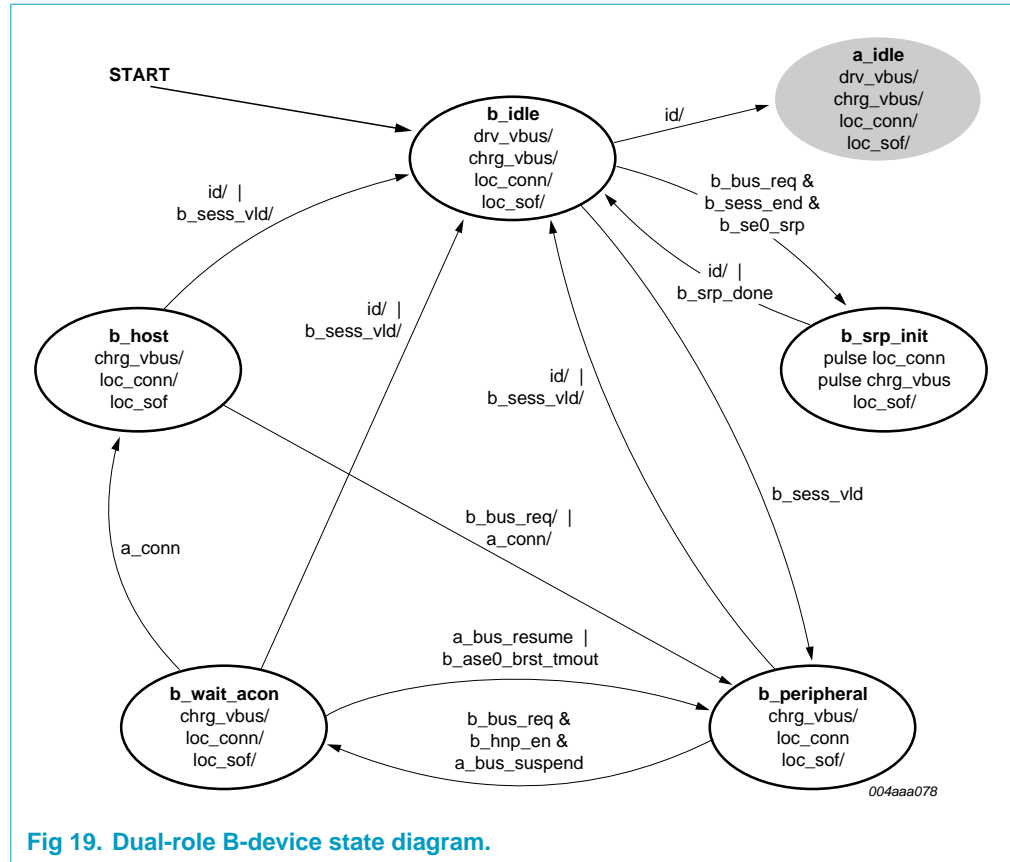 START
b_idle
drv_vbus/
chrg_vbus/
loc_conn/
loc_sof/
id/
a_idle
drv_vbus/
chrg_vbus/
loc_conn/
loc_sof/
b_bus_req &
b_sess_end &
b_se0_srp
id/ |
b_srp_done
b_srp_init
pulse loc_conn
pulse chrg_vbus
loc_sof/
id/ |
b_sess_vld/
id/ |
b_sess_vld/
id/ |
b_sess_vld/
b_host
chrg_vbus/
loc_conn/
loc_sof
b_sess_vld
b_bus_req/ |
a_conn/
a_conn
a_bus_resume |
b_ase0_brst_tmout
b_wait_acon
chrg_vbus/
loc_conn/
loc_sof/
b_bus_req &
b_hnp_en &
a_bus_suspend
b_peripheral
chrg_vbus/
loc_conn
loc_sof/
004aaa078
Fig 19. Dual-role B-device state diagram.